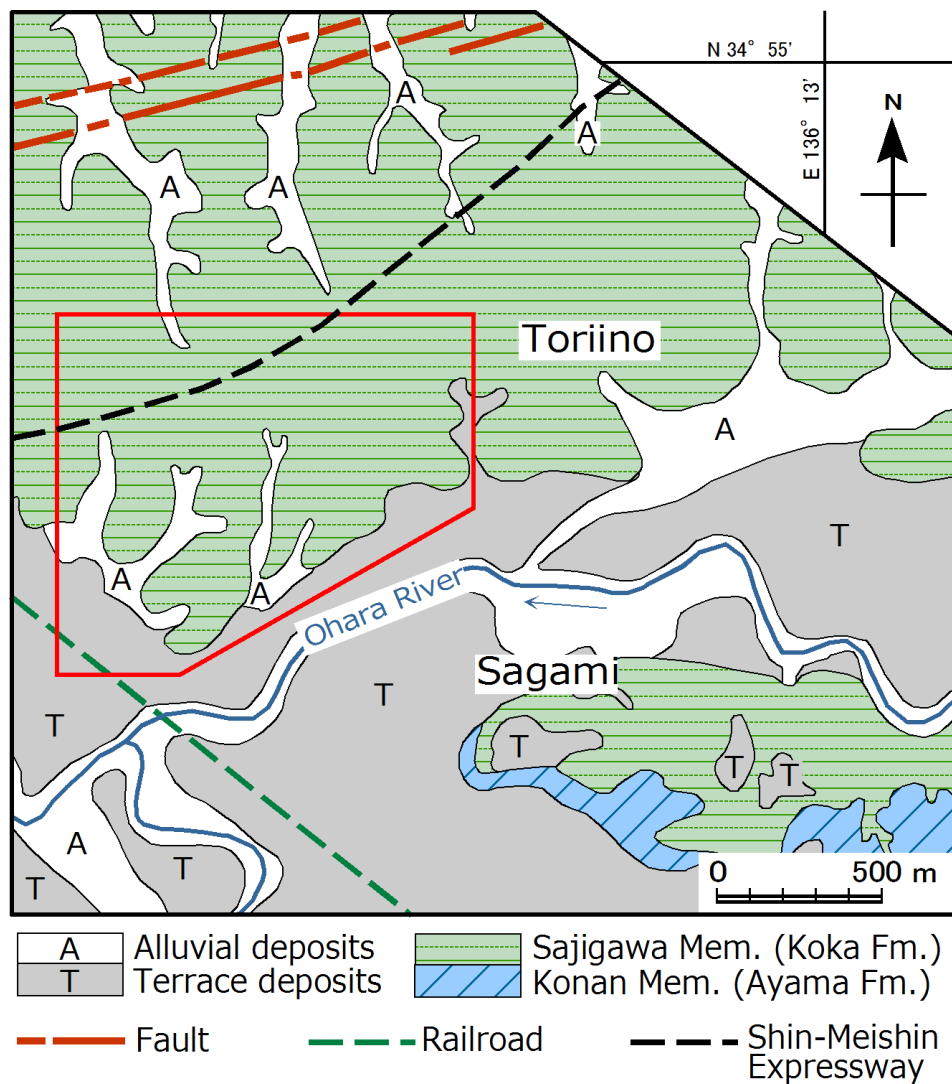 N 34° 55'
E 136° 13'
N
A
A
A
A
Toriino
A
T
A
A
Ohara River
Sagami
T
T
T
T
T
A
T
T
0 500 m
A Alluvial deposits
T Terrace deposits
Sajigawa Mem. (Koka Fm.)
Konan Mem. (Ayama Fm.)
Fault
Railroad
Shin-Meishin
Expressway